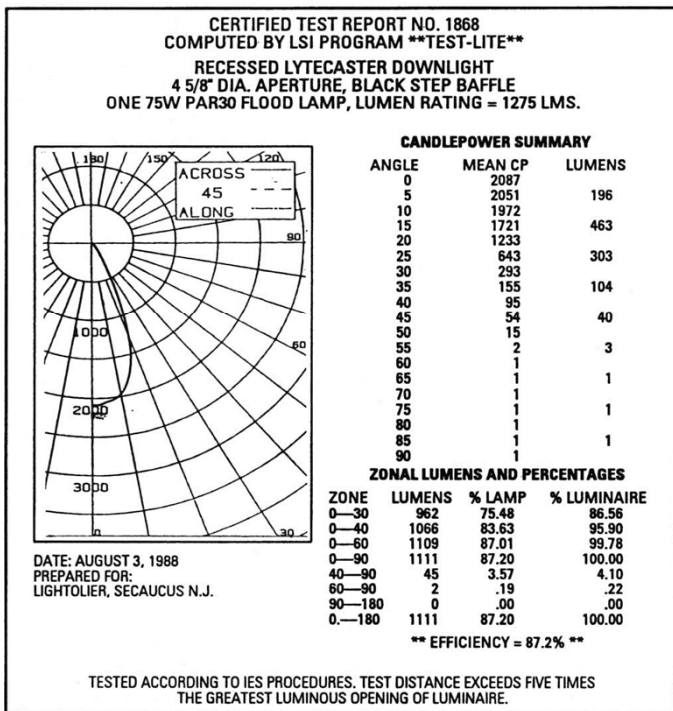 CERTIFIED TEST REPORT NO. 1868
COMPUTED BY LSI PROGRAM **TEST-LITE**
RECESSED LYTECASTER DOWNLIGHT
4 5/8" DIA. APERTURE, BLACK STEP BAFFLE
ONE 75W PAR30 FLOOD LAMP, LUMEN RATING = 1275 LMS.
180 150 120
ACROSS
45
ALONG
90
1000
60
2000
3000
0 30
DATE: AUGUST 3, 1988
PREPARED FOR:
LIGHTOLIER, SECAUCUS N.J.
CANDLEPOWER SUMMARY
ANGLE MEAN CP LUMENS
0 2087
5 2051 196
10 1972
15 1721 463
20 1233
25 643 303
30 293
35 155 104
40 95
45 54 40
50 15
55 2 3
60 1
65 1 1
70 1
75 1 1
80 1
85 1 1
90 1
ZONAL LUMENS AND PERCENTAGES
ZONE LUMENS % LAMP % LUMINAIRE
0—30 962 75.48 86.56
0—40 1066 83.63 95.90
0—60 1109 87.01 99.78
0—90 1111 87.20 100.00
40—90 45 3.57 4.10
60—90 2 .19 .22
90—180 0 .00 .00
0.—180 1111 87.20 100.00
** EFFICIENCY = 87.2% **
TESTED ACCORDING TO IES PROCEDURES. TEST DISTANCE EXCEEDS FIVE TIMES
THE GREATEST LUMINOUS OPENING OF LUMINAIRE.